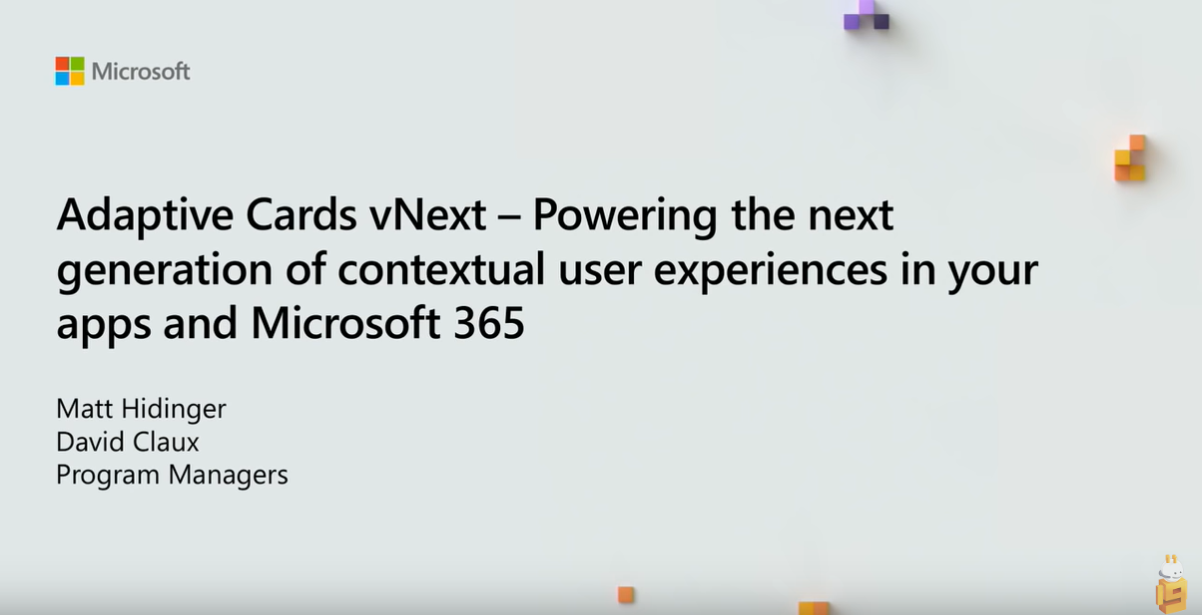 Microsoft
Adaptive Cards vNext – Powering the next
generation of contextual user experiences in your
apps and Microsoft 365
Matt Hidinger
David Claux
Program Managers